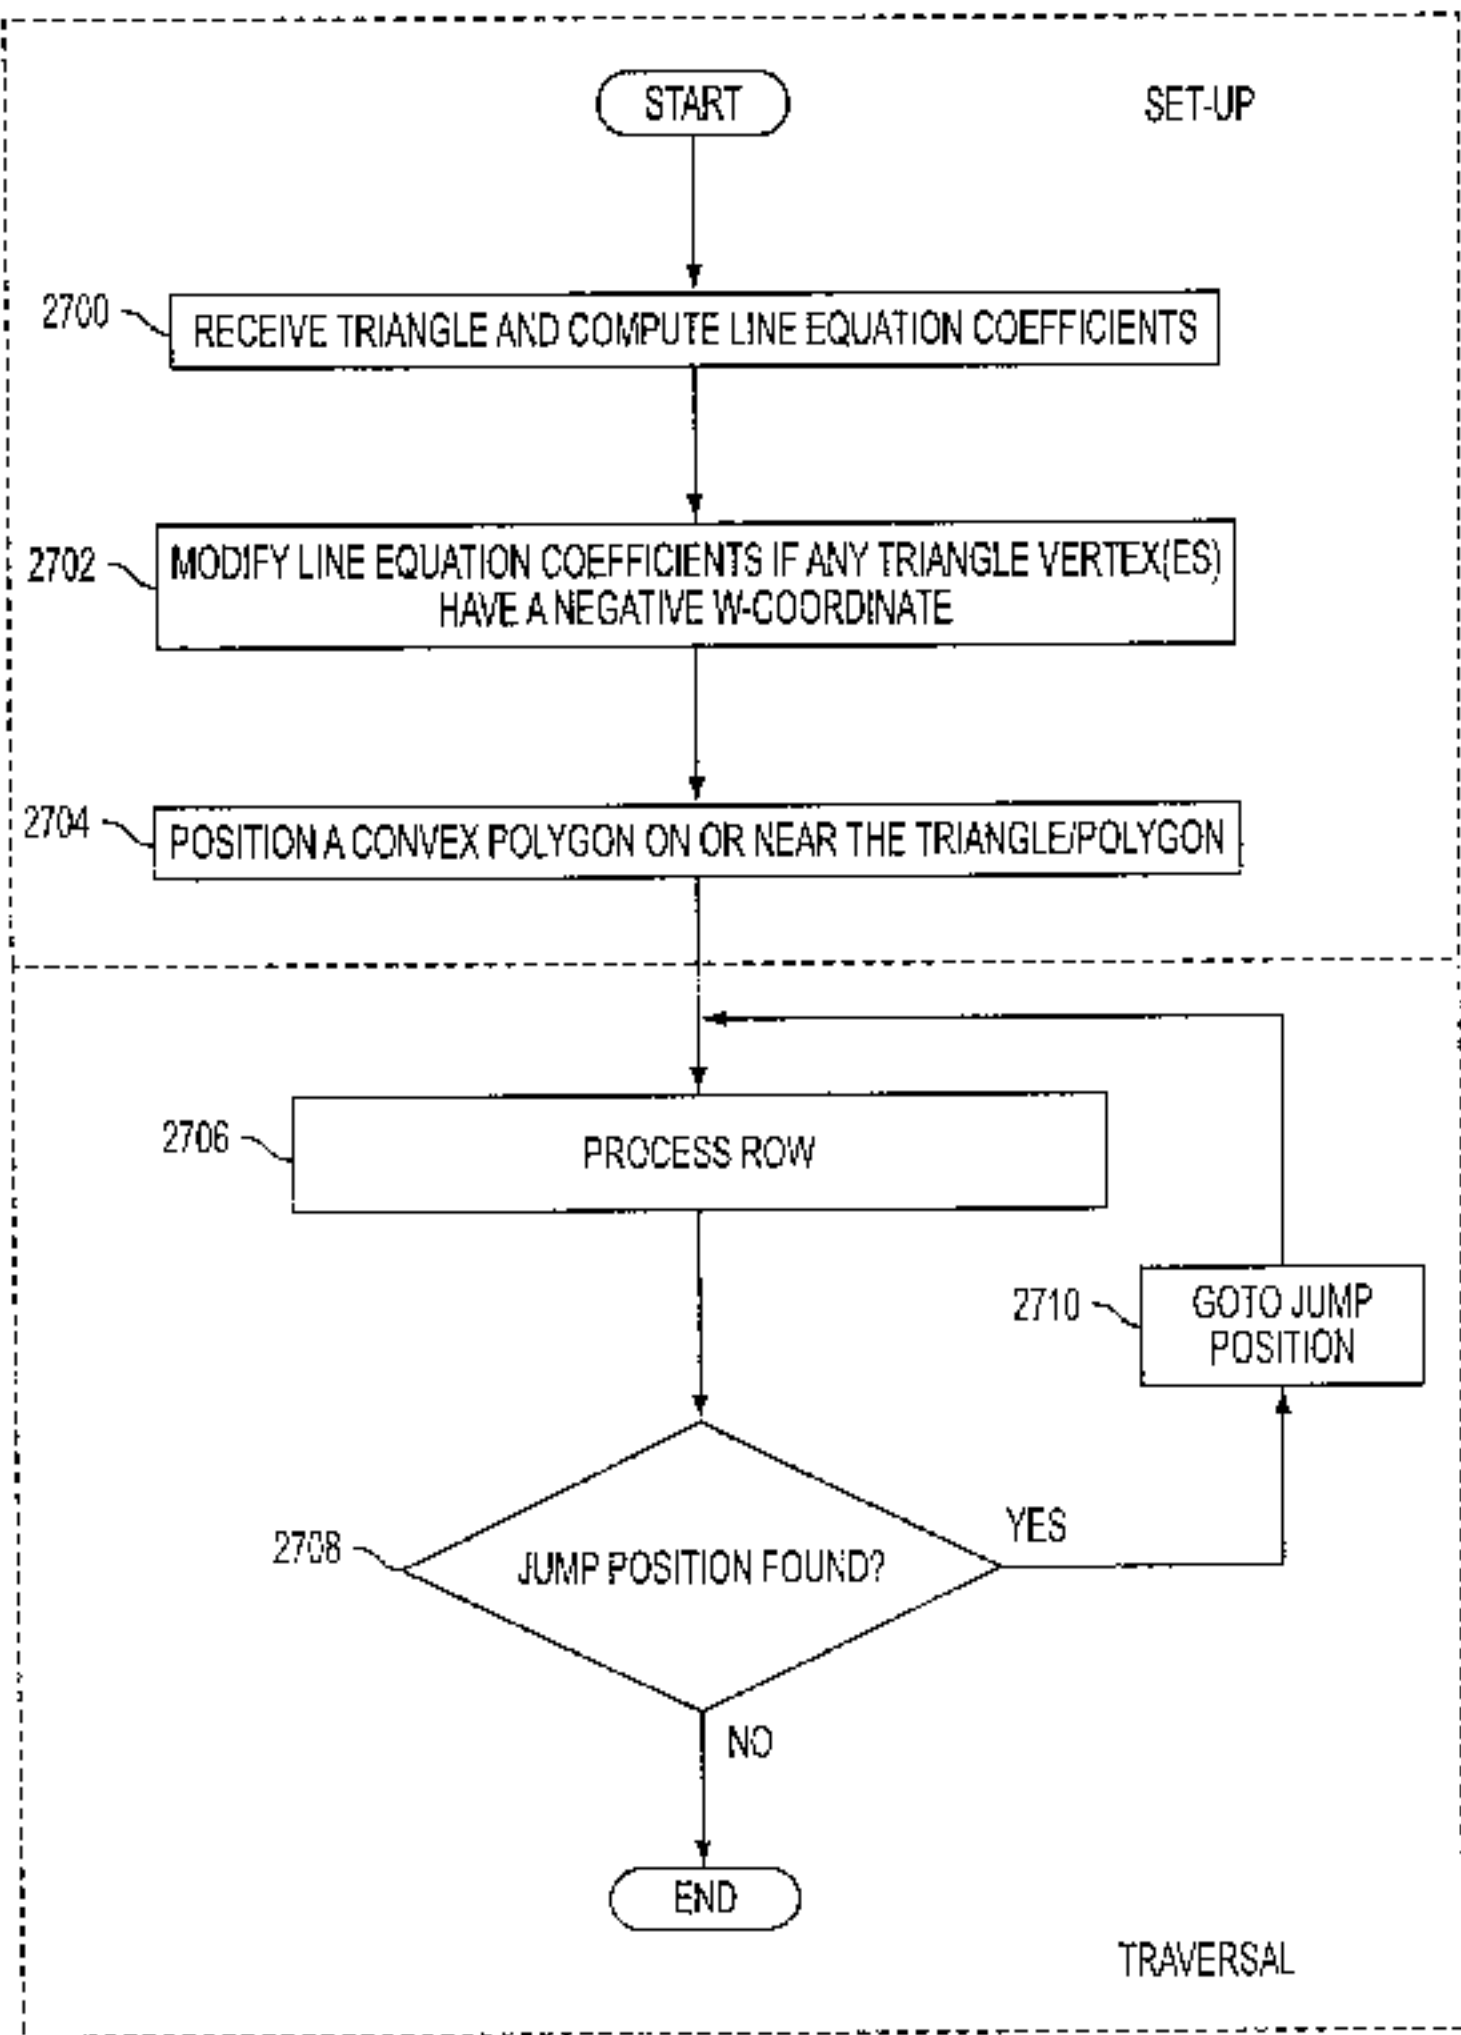 START
SET-UP
2700
RECEIVE TRIANGLE AND COMPUTE LINE EQUATION COEFFICIENTS
2702
MODIFY LINE EQUATION COEFFICIENTS IF ANY TRIANGLE VERTEX(ES)
HAVE A NEGATIVE W-COORDINATE
2704
POSITION A CONVEX POLYGON ON OR NEAR THE TRIANGLE/POLYGON
2706
PROCESS ROW
2710
GOTO JUMP
POSITION
2708
JUMP POSITION FOUND?
YES
NO
END
TRAVERSAL